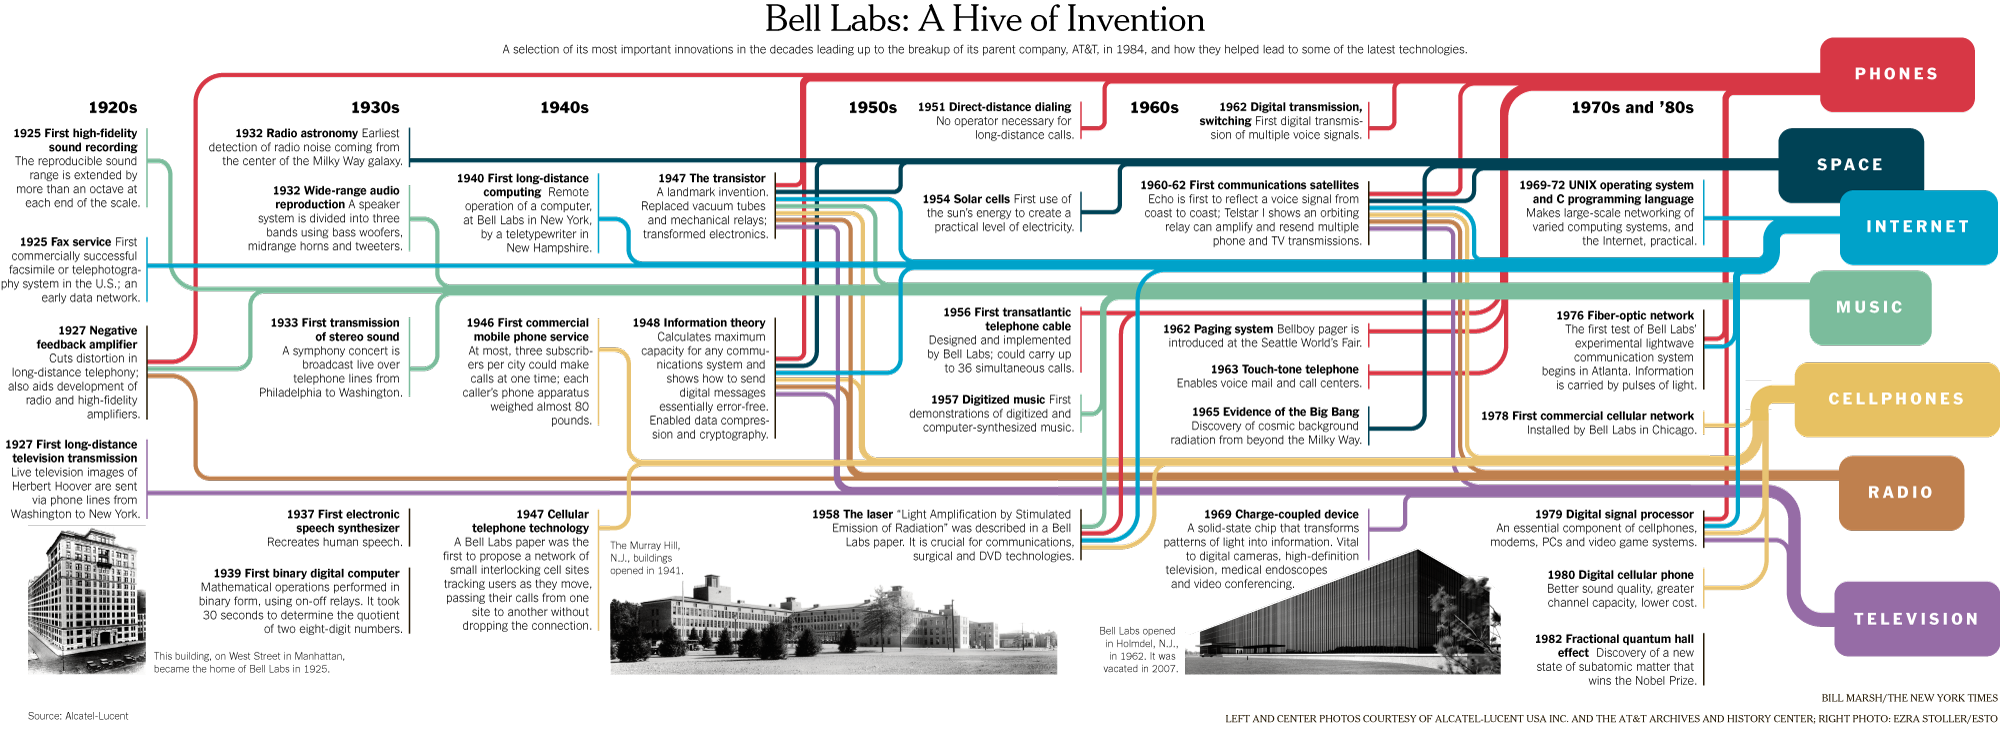 Bell Labs: A Hive of Invention
A selection of its most important innovations in the decades leading up to the breakup of its parent company, AT&T, in 1984, and how they helped lead to some of the latest technologies.
1920s
1925 First high-fidelity
sound recording
The reproducible sound
range is extended by
more than an octave at
each end of the scale.
1925 Fax service First
commercially successful
facsimile or telephotogra-
phy system in the U.S.; an
early data network.
1927 Negative
feedback amplifier
Cuts distortion in
long-distance telephony;
also aids development of
radio and high-fidelity
amplifiers.
1927 First long-distance
television transmission
Live television images of
Herbert Hoover are sent
via phone lines from
Washington to New York.
1930s
1932 Radio astronomy Earliest
detection of radio noise coming from
the center of the Milky Way galaxy.
1932 Wide-range audio
reproduction A speaker
system is divided into three
bands using bass woofers,
midrange horns and tweeters.
1933 First transmission
of stereo sound
A symphony concert is
broadcast live over
telephone lines from
Philadelphia to Washington.
1937 First electronic
speech synthesizer
Recreates human speech.
1939 First binary digital computer
Mathematical operations performed in
binary form, using on-off relays. It took
30 seconds to determine the quotient
of two eight-digit numbers.
This building, on West Street in Manhattan,
became the home of Bell Labs in 1925.
1940s
1940 First long-distance
computing Remote
operation of a computer,
at Bell Labs in New York,
by a teletypewriter in
New Hampshire.
1946 First commercial
mobile phone service
At most, three subscrib-
ers per city could make
calls at one time; each
caller's phone apparatus
weighed almost 80
pounds.
1947 Cellular
telephone technology
A Bell Labs paper was the
first to propose a network of
small interlocking cell sites
tracking users as they move,
passing their calls from one
site to another without
dropping the connection.
1947 The transistor
A landmark invention.
Replaced vacuum tubes
and mechanical relays;
transformed electronics.
1948 Information theory
Calculates maximum
capacity for any commu-
nications system and
shows how to send
digital messages
essentially error-free.
Enabled data compres-
sion and cryptography.
The Murray Hill,
N.J., buildings
opened in 1941.
1950s
1951 Direct-distance dialing
No operator necessary for
long-distance calls.
1954 Solar cells First use of
the sun's energy to create a
practical level of electricity.
1956 First transatlantic
telephone cable
Designed and implemented
by Bell Labs; could carry up
to 36 simultaneous calls.
1957 Digitized music First
demonstrations of digitized and
computer-synthesized music.
1958 The laser "Light Amplification by Stimulated
Emission of Radiation" was described in a Bell
Labs paper. It is crucial for communications,
surgical and DVD technologies.
1960s
1962 Digital transmission,
switching First digital transmis-
sion of multiple voice signals.
1960-62 First communications satellites
Echo is first to reflect a voice signal from
coast to coast; Telstar I shows an orbiting
relay can amplify and resend multiple
phone and TV transmissions.
1962 Paging system Bellboy pager is
introduced at the Seattle World's Fair.
1963 Touch-tone telephone
Enables voice mail and call centers.
1965 Evidence of the Big Bang
Discovery of cosmic background
radiation from beyond the Milky Way.
1969 Charge-coupled device
A solid-state chip that transforms
patterns of light into information. Vital
to digital cameras, high-definition
television, medical endoscopes
and video conferencing.
Bell Labs opened
in Holmdel, N.J.,
in 1962. It was
vacated in 2007.
1970s and '80s
1969-72 UNIX operating system
and C programming language
Makes large-scale networking of
varied computing systems, and
the Internet, practical.
1976 Fiber-optic network
The first test of Bell Labs'
experimental lightwave
communication system
begins in Atlanta. Information
is carried by pulses of light.
1978 First commercial cellular network
Installed by Bell Labs in Chicago.
1979 Digital signal processor
An essential component of cellphones,
modems, PCs and video game systems.
1980 Digital cellular phone
Better sound quality, greater
channel capacity, lower cost.
1982 Fractional quantum hall
effect Discovery of a new
state of subatomic matter that
wins the Nobel Prize.
PHONES
SPACE
INTERNET
MUSIC
CELLPHONES
RADIO
TELEVISION
BILL MARSH/THE NEW YORK TIMES
Source: Alcatel-Lucent
LEFT AND CENTER PHOTOS COURTESY OF ALCATEL-LUCENT USA INC. AND THE AT&T ARCHIVES AND HISTORY CENTER; RIGHT PHOTO: EZRA STOLLER/ESTO